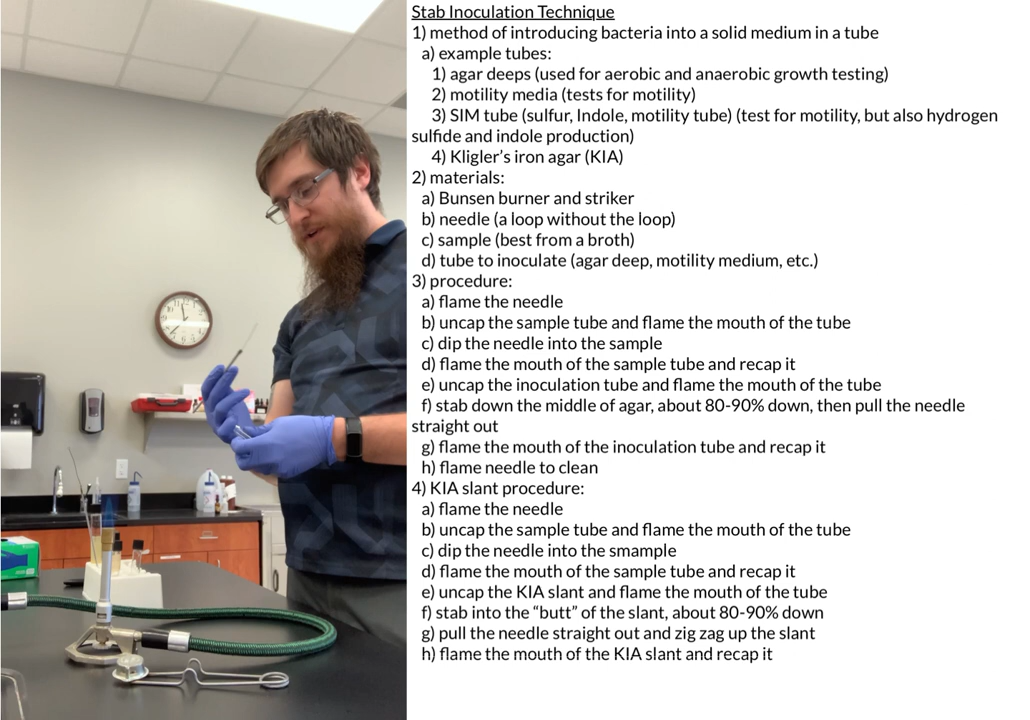 Stab Inoculation Technique
1) method of introducing bacteria into a solid medium in a tube
a) example tubes:
1) agar deeps (used for aerobic and anaerobic growth testing)
2) motility media (tests for motility)
3) SIM tube (sulfur, Indole, motility tube) (test for motility, but also hydrogen
sulfide and indole production)
4) Kligler's iron agar (KIA)
2) materials:
a) Bunsen burner and striker
b) needle (a loop without the loop)
c) sample (best from a broth)
d) tube to inoculate (agar deep, motility medium, etc.)
3) procedure:
a) flame the needle
b) uncap the sample tube and flame the mouth of the tube
c) dip the needle into the sample
d) flame the mouth of the sample tube and recap it
e) uncap the inoculation tube and flame the mouth of the tube
f) stab down the middle of agar, about 80-90% down, then pull the needle
straight out
g) flame the mouth of the inoculation tube and recap it
h) flame needle to clean
4) KIA slant procedure:
a) flame the needle
b) uncap the sample tube and flame the mouth of the tube
c) dip the needle into the smample
d) flame the mouth of the sample tube and recap it
e) uncap the KIA slant and flame the mouth of the tube
f) stab into the “butt” of the slant, about 80-90% down
g) pull the needle straight out and zig zag up the slant
h) flame the mouth of the KIA slant and recap it